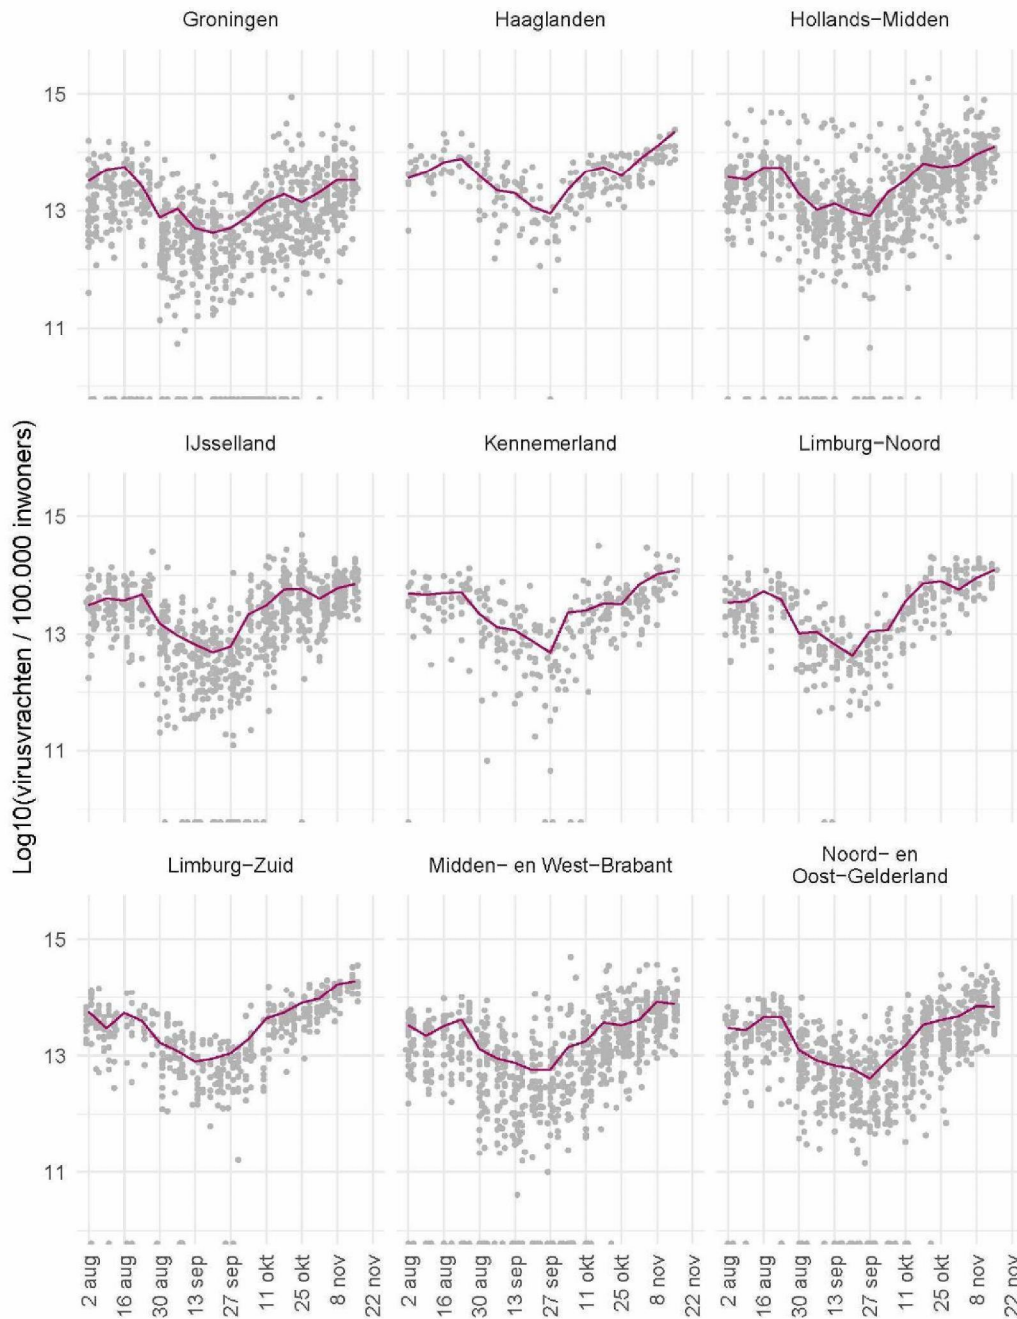 Groningen
Haaglanden
Hollands-Midden
15
13
11
IJsselland
Kennemerland
Limburg-Noord
Log10(virusvrachten / 100.000 inwoners)
15
13
11
Limburg-Zuid
Midden- en West-Brabant
Noord- en
Oost-Gelderland
15
13
11
2 aug
16 aug
30 aug
13 sep
27 sep
11 okt
25 okt
8 nov
22 nov
2 aug
16 aug
30 aug
13 sep
27 sep
11 okt
25 okt
8 nov
22 nov
2 aug
16 aug
30 aug
13 sep
27 sep
11 okt
25 okt
8 nov
22 nov